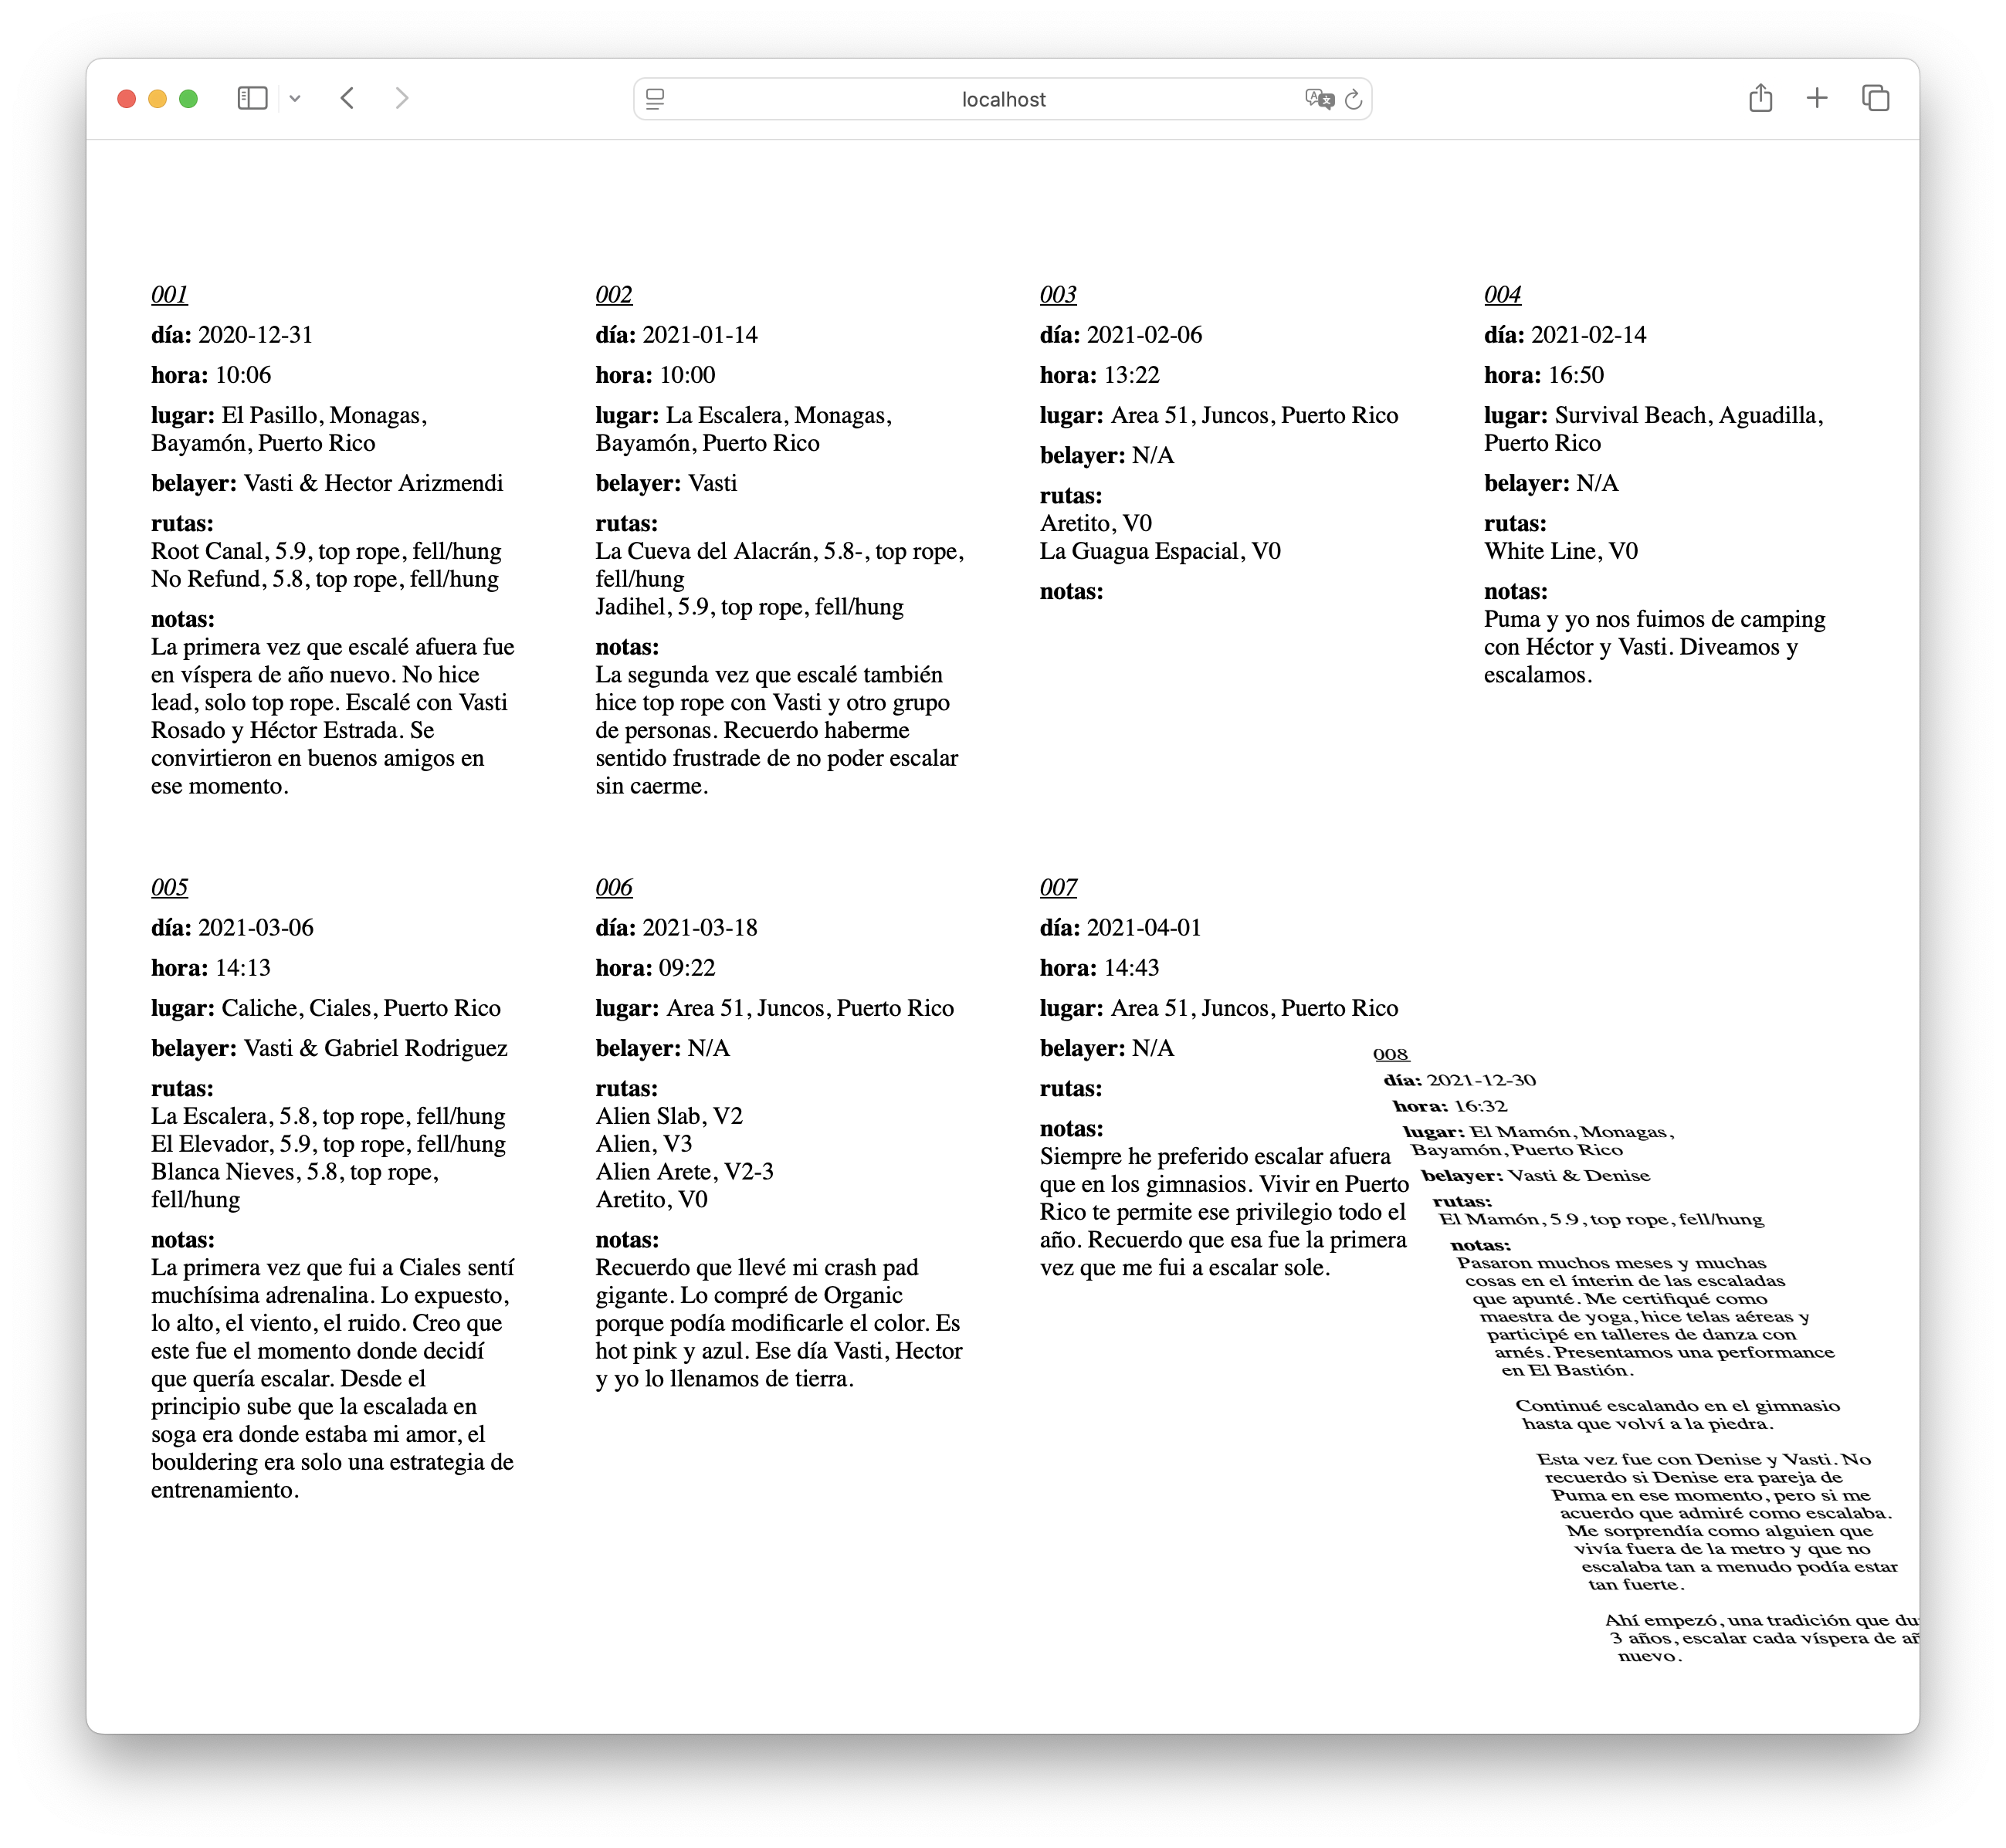 localhost
001
día: 2020-12-31
hora: 10:06
lugar: El Pasillo, Monagas,
Bayamón, Puerto Rico
belayer: Vasti & Hector Arizmendi
rutas:
Root Canal, 5.9, top rope, fell/hung
No Refund, 5.8, top rope, fell/hung
notas:
La primera vez que escalé afuera fue
en víspera de año nuevo. No hice
lead, solo top rope. Escalé con Vasti
Rosado y Héctor Estrada. Se
convirtieron en buenos amigos en
ese momento.
002
día: 2021-01-14
hora: 10:00
lugar: La Escalera, Monagas,
Bayamón, Puerto Rico
belayer: Vasti
rutas:
La Cueva del Alacrán, 5.8-, top rope,
fell/hung
Jadihel, 5.9, top rope, fell/hung
notas:
La segunda vez que escalé también
hice top rope con Vasti y otro grupo
de personas. Recuerdo haberme
sentido frustrade de no poder escalar
sin caerme.
003
día: 2021-02-06
hora: 13:22
lugar: Area 51, Juncos, Puerto Rico
belayer: N/A
rutas:
Aretito, V0
La Guagua Espacial, V0
notas:
004
día: 2021-02-14
hora: 16:50
lugar: Survival Beach, Aguadilla,
Puerto Rico
belayer: N/A
rutas:
White Line, V0
notas:
Puma y yo nos fuimos de camping
con Héctor y Vasti. Diveamos y
escalamos.
005
día: 2021-03-06
hora: 14:13
lugar: Caliche, Ciales, Puerto Rico
belayer: Vasti & Gabriel Rodriguez
rutas:
La Escalera, 5.8, top rope, fell/hung
El Elevador, 5.9, top rope, fell/hung
Blanca Nieves, 5.8, top rope,
fell/hung
notas:
La primera vez que fui a Ciales sentí
muchísima adrenalina. Lo expuesto,
lo alto, el viento, el ruido. Creo que
este fue el momento donde decidí
que quería escalar. Desde el
principio sube que la escalada en
soga era donde estaba mi amor, el
bouldering era solo una estrategia de
entrenamiento.
006
día: 2021-03-18
hora: 09:22
lugar: Area 51, Juncos, Puerto Rico
belayer: N/A
rutas:
Alien Slab, V2
Alien, V3
Alien Arete, V2-3
Aretito, V0
notas:
Recuerdo que llevé mi crash pad
gigante. Lo compré de Organic
porque podía modificarle el color. Es
hot pink y azul. Ese día Vasti, Hector
y yo lo llenamos de tierra.
007
día: 2021-04-01
hora: 14:43
lugar: Area 51, Juncos, Puerto Rico
belayer: N/A
rutas:
notas:
Siempre he preferido escalar afuera
que en los gimnasios. Vivir en Puerto
Rico te permite ese privilegio todo el
año. Recuerdo que esa fue la primera
vez que me fui a escalar sole.
008
día: 2021-12-30
hora: 16:32
lugar: El Mamón, Monagas,
Bayamón, Puerto Rico
belayer: Vasti & Denise
rutas:
El Mamón, 5.9, top rope, fell/hung
notas:
Pasaron muchos meses y muchas
cosas en el ínterin de las escaladas
que apunté. Me certifiqué como
maestra de yoga, hice telas aéreas y
participé en talleres de danza con
arnés. Presentamos una performance
en El Bastión.
Continué escalando en el gimnasio
hasta que volví a la piedra.
Esta vez fue con Denise y Vasti. No
recuerdo si Denise era pareja de
Puma en ese momento, pero si me
acuerdo que admiré como escalaba.
Me sorprendía como alguien que
vivía fuera de la metro y que no
escalaba tan a menudo podía estar
tan fuerte.
Ahí empezó, una tradición que du
3 años, escalar cada víspera de añ
nuevo.